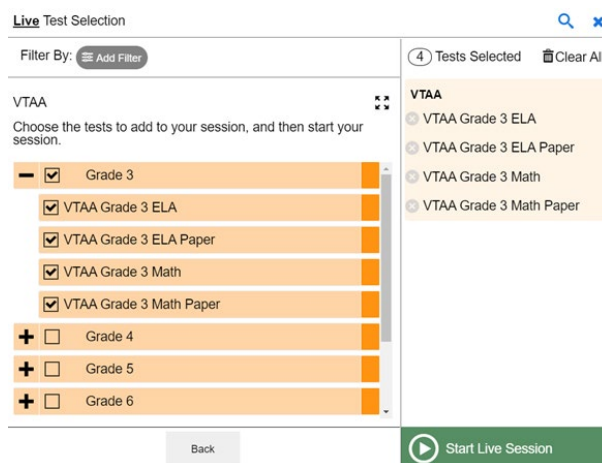 Live Test Selection
Filter By: Add Filter
4 Tests Selected Clear Al
VTAA
Choose the tests to add to your session, and then start your
session.
Grade 3
VTAA Grade 3 ELA
VTAA Grade 3 ELA Paper
VTAA Grade 3 Math
VTAA Grade 3 Math Paper
Grade 4
Grade 5
Grade 6
Back
VTAA
VTAA Grade 3 ELA
VTAA Grade 3 ELA Paper
VTAA Grade 3 Math
VTAA Grade 3 Math Paper
Start Live Session